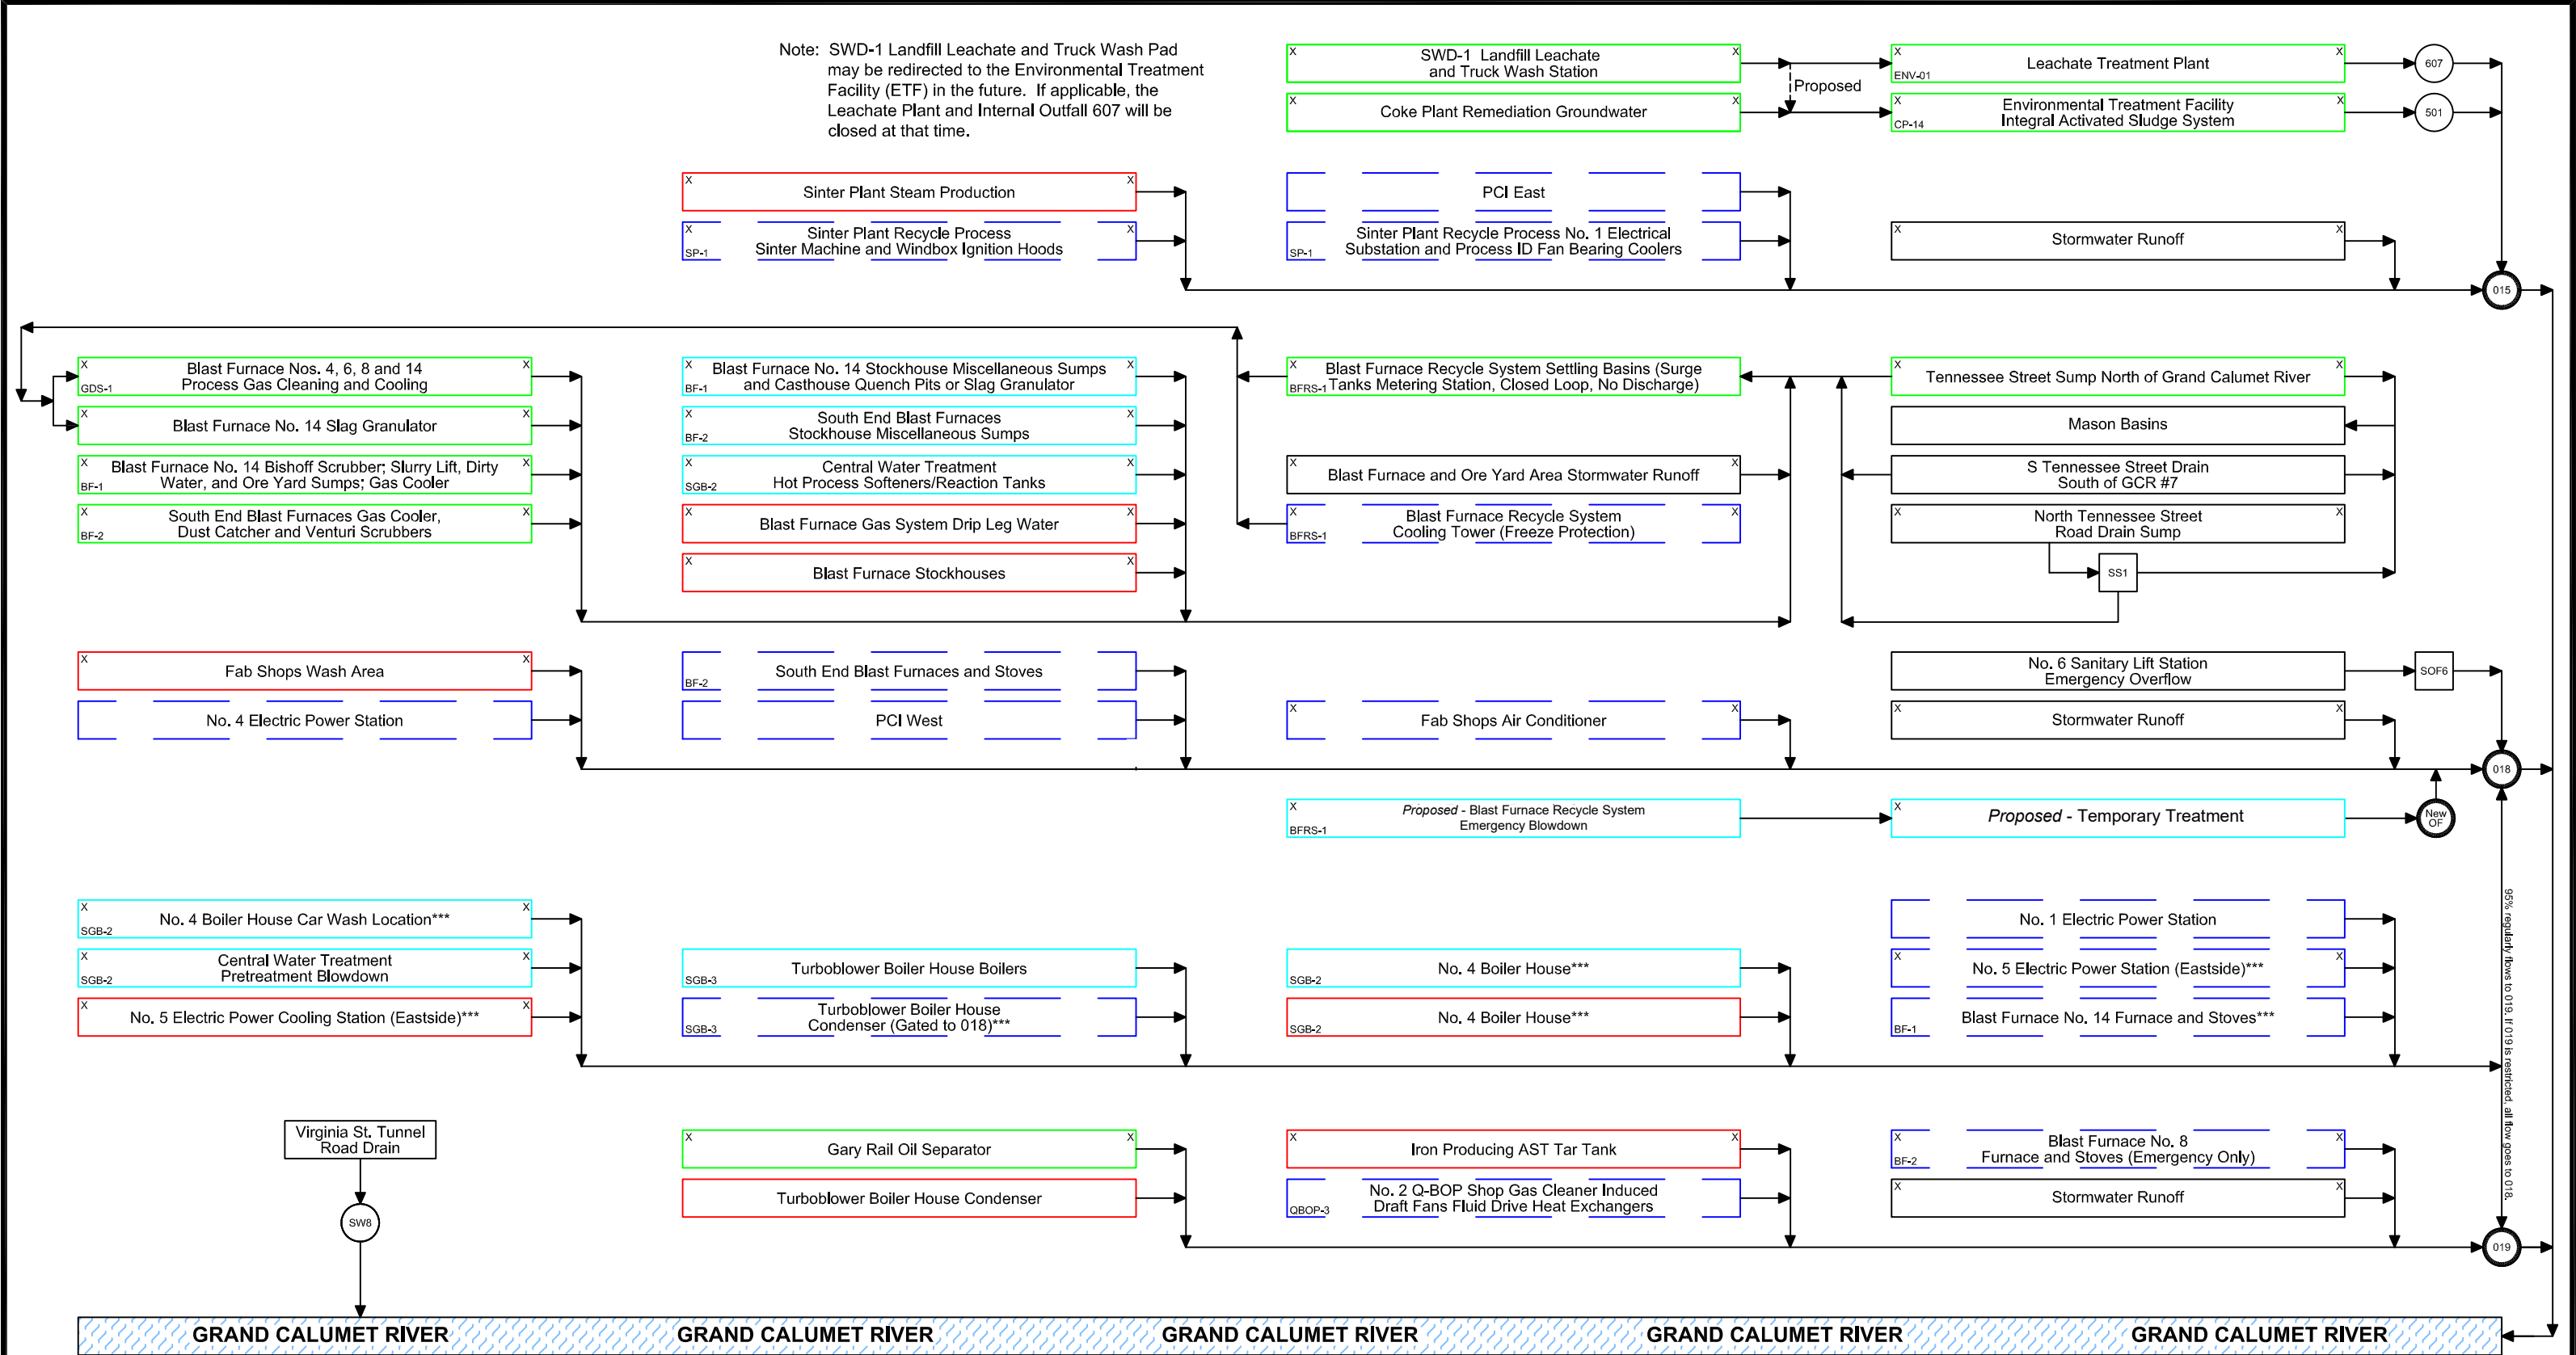 Note: SWD-1 Landfill Leachate and Truck Wash Pad
may be redirected to the Environmental Treatment
Facility (ETF) in the future. If applicable, the
Leachate Plant and Internal Outfall 607 will be
closed at that time.
X X
SWD-1 Landfill Leachate
and Truck Wash Station
Proposed
X X
Leachate Treatment Plant
ENV-01
607
X X
Coke Plant Remediation Groundwater
X X
Environmental Treatment Facility
Integral Activated Sludge System
CP-14
501
X X
Sinter Plant Steam Production
PCI East
X X
Sinter Plant Recycle Process
Sinter Machine and Windbox Ignition Hoods
SP-1
X X
Sinter Plant Recycle Process No. 1 Electrical
Substation and Process ID Fan Bearing Coolers
SP-1
X X
Stormwater Runoff
015
X X
Blast Furnace Nos. 4, 6, 8 and 14
Process Gas Cleaning and Cooling
GDS-1
X X
Blast Furnace No. 14 Stockhouse Miscellaneous Sumps
and Casthouse Quench Pits or Slag Granulator
BF-1
X X
Blast Furnace Recycle System Settling Basins (Surge
Tanks Metering Station, Closed Loop, No Discharge)
BFRS-1
X X
Tennessee Street Sump North of Grand Calumet River
X X
Blast Furnace No. 14 Slag Granulator
X X
South End Blast Furnaces
Stockhouse Miscellaneous Sumps
BF-2
Mason Basins
X X
Blast Furnace No. 14 Bishoff Scrubber; Slurry Lift, Dirty
Water, and Ore Yard Sumps; Gas Cooler
BF-1
X X
Central Water Treatment
Hot Process Softeners/Reaction Tanks
SGB-2
X X
Blast Furnace and Ore Yard Area Stormwater Runoff
S Tennessee Street Drain
South of GCR #7
X X
South End Blast Furnaces Gas Cooler,
Dust Catcher and Venturi Scrubbers
BF-2
X X
Blast Furnace Gas System Drip Leg Water
X X
Blast Furnace Recycle System
Cooling Tower (Freeze Protection)
BFRS-1
X X
North Tennessee Street
Road Drain Sump
X X
Blast Furnace Stockhouses
SS1
X X
Fab Shops Wash Area
South End Blast Furnaces and Stoves
BF-2
No. 6 Sanitary Lift Station
Emergency Overflow
SOF6
No. 4 Electric Power Station
PCI West
X X
Fab Shops Air Conditioner
X X
Stormwater Runoff
018
X
Proposed - Blast Furnace Recycle System
Emergency Blowdown
BFRS-1
X
Proposed - Temporary Treatment
New
OF
X X
No. 4 Boiler House Car Wash Location***
SGB-2
No. 1 Electric Power Station
X X
Central Water Treatment
Pretreatment Blowdown
SGB-2
Turboblower Boiler House Boilers
SGB-3
No. 4 Boiler House***
SGB-2
X X
No. 5 Electric Power Station (Eastside)***
X X
No. 5 Electric Power Cooling Station (Eastside)***
Turboblower Boiler House
Condenser (Gated to 018)***
SGB-3
No. 4 Boiler House***
SGB-2
Blast Furnace No. 14 Furnace and Stoves***
BF-1
95% regularly flows to 019. If 019 is restricted, all flow goes to 018.
Virginia St. Tunnel
Road Drain
SW8
X X
Gary Rail Oil Separator
X X
Iron Producing AST Tar Tank
X X
Blast Furnace No. 8
Furnace and Stoves (Emergency Only)
BF-2
Turboblower Boiler House Condenser
No. 2 Q-BOP Shop Gas Cleaner Induced
Draft Fans Fluid Drive Heat Exchangers
QBOP-3
X X
Stormwater Runoff
019
GRAND CALUMET RIVER GRAND CALUMET RIVER GRAND CALUMET RIVER GRAND CALUMET RIVER GRAND CALUMET RIVER